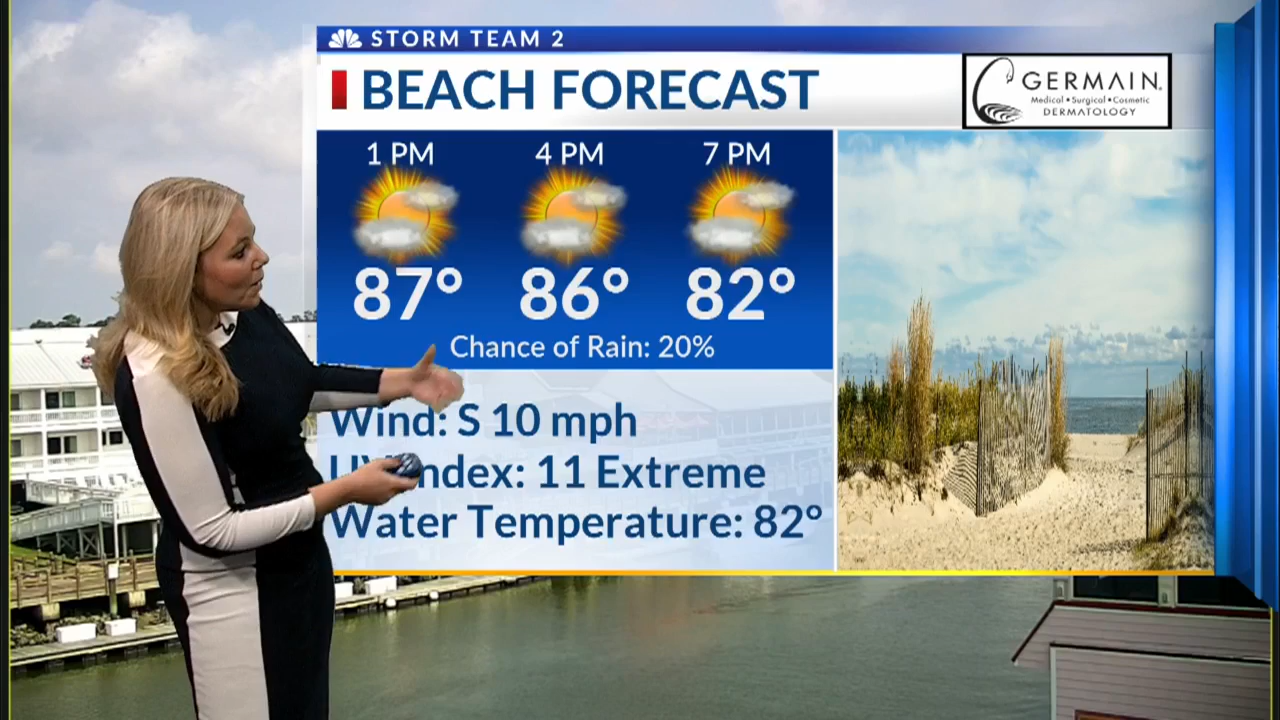 STORM TEAM 2
BEACH FORECAST
GERMAIN
Medical • Surgical • Cosmetic
DERMATOLOGY
1 PM 4 PM 7 PM
87° 86° 82°
Chance of Rain: 20%
Wind: S 10 mph
Index: 11 Extreme
Water Temperature: 82°